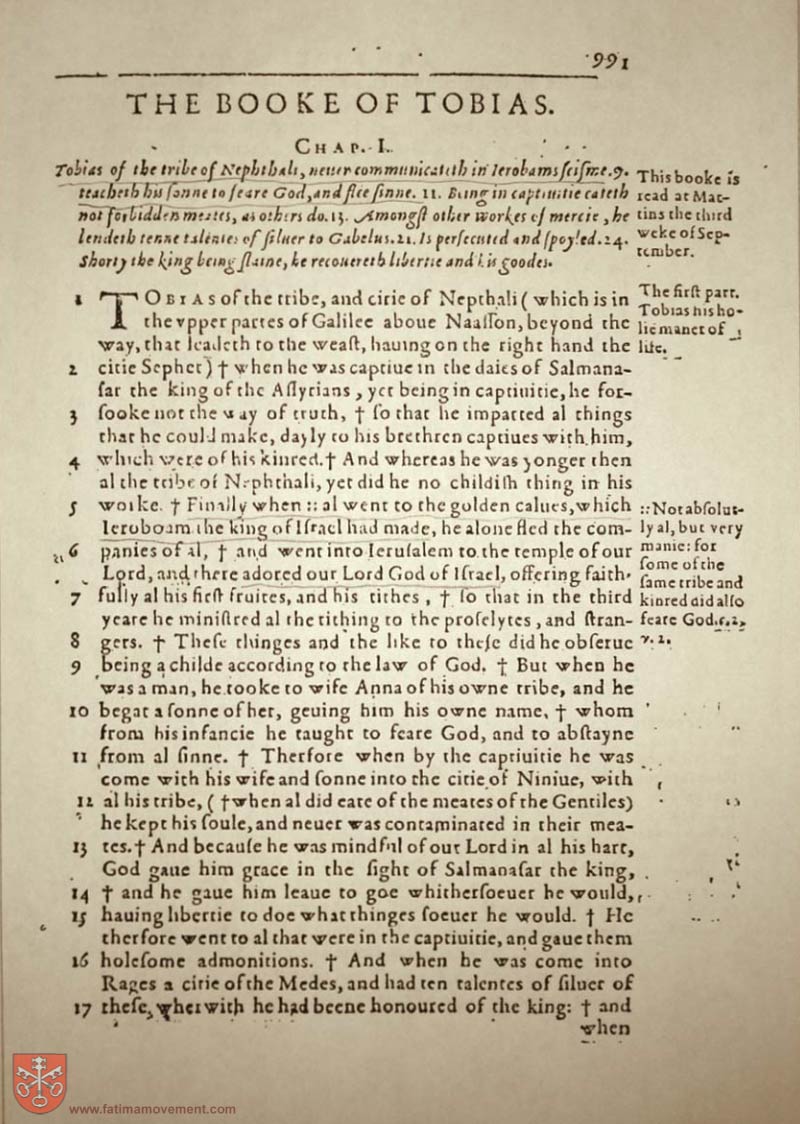 991
THE BOOKE OF TOBIAS.
CHAP. I.
Tobias of the tribe of Nephthali, neuer communicateth in Ierobams scisme. 9.
teacheth his sonne to feare God, and flee sinne. 11. Being in captiuitie eateth
not forbidden meates, as others do. 13. Amongst other workes of mercie, he
lendeth tenne talentes of siluer to Gabelus. 21. Is persecuted and spoyled. 24.
Shortly the king being slaine, he recouereth libertie and his goodes.
This booke is
read at Mat-
tins the third
weke of Sep-
tember.
1 TOBIAS of the tribe, and citie of Nepthali ( which is in
the vpper partes of Galilee aboue Naasson, beyond the
way, that leadeth to the weast, hauing on the right hand the
2 citie Sephet) † when he was captiue in the daies of Salmana-
sar the king of the Assyrians, yet being in captiuitie, he for-
3 sooke not the way of truth, † so that he imparted al things
that he could make, dayly to his brethren captiues with him,
4 which were of his kinred. † And whereas he was yonger then
al the tribe of Nephthali, yet did he no childish thing in his
5 worke. † Finally when :: al went to the golden calues, which
Ieroboam the king of Israel had made, he alone fled the com-
6 panies of al, † and went into Ierusalem to the temple of our
Lord, and there adored our Lord God of Israel, offering faith-
7 fully al his first fruites, and his tithes, † so that in the third
yeare he ministred al the tithing to the proselytes, and stran-
8 gers. † These thinges and the like to these did he obserue
9 being a childe according to the law of God. † But when he
was a man, he tooke to wife Anna of his owne tribe, and he
10 begat a sonne of her, geuing him his owne name, † whom
from his infancie he taught to feare God, and to abstayne
11 from al sinne. † Therfore when by the captiuitie he was
come with his wife and sonne into the citie of Niniue, with
12 al his tribe, ( †when al did eate of the meates of the Gentiles)
he kept his soule, and neuer was contaminated in their mea-
13 tes. † And because he was mindful of our Lord in al his hart,
God gaue him grace in the sight of Salmanasar the king,
14 † and he gaue him leaue to goe whithersoeuer he would,
15 hauing libertie to doe what thinges soeuer he would. † He
therfore went to al that were in the captiuitie, and gaue them
16 holesome admonitions. † And when he was come into
Rages a citie of the Medes, and had ten talentes of siluer of
17 these, wherwith he had beene honoured of the king: † and
when
The first part.
Tobias his ho-
lie maner of
life.
:: Not absolut-
ly al, but very
manie: for
some of the
same tribe and
kinred did also
feare God. c. 2,
v. 2.
www.fatimamovement.com